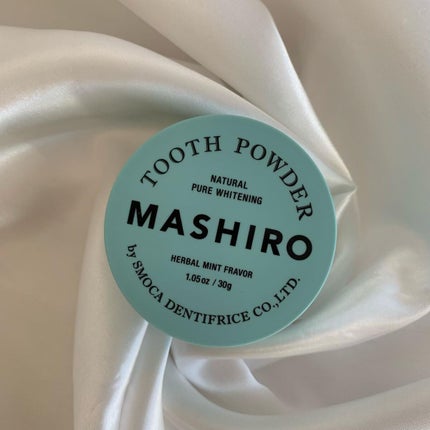 TOOTH POWDER
NATURAL
PURE WHITENING
MASHIRO
HERBAL MINT FRAVOR
1.05oz / 30g
by SMOCA DENTIFRICE CO.,LTD.